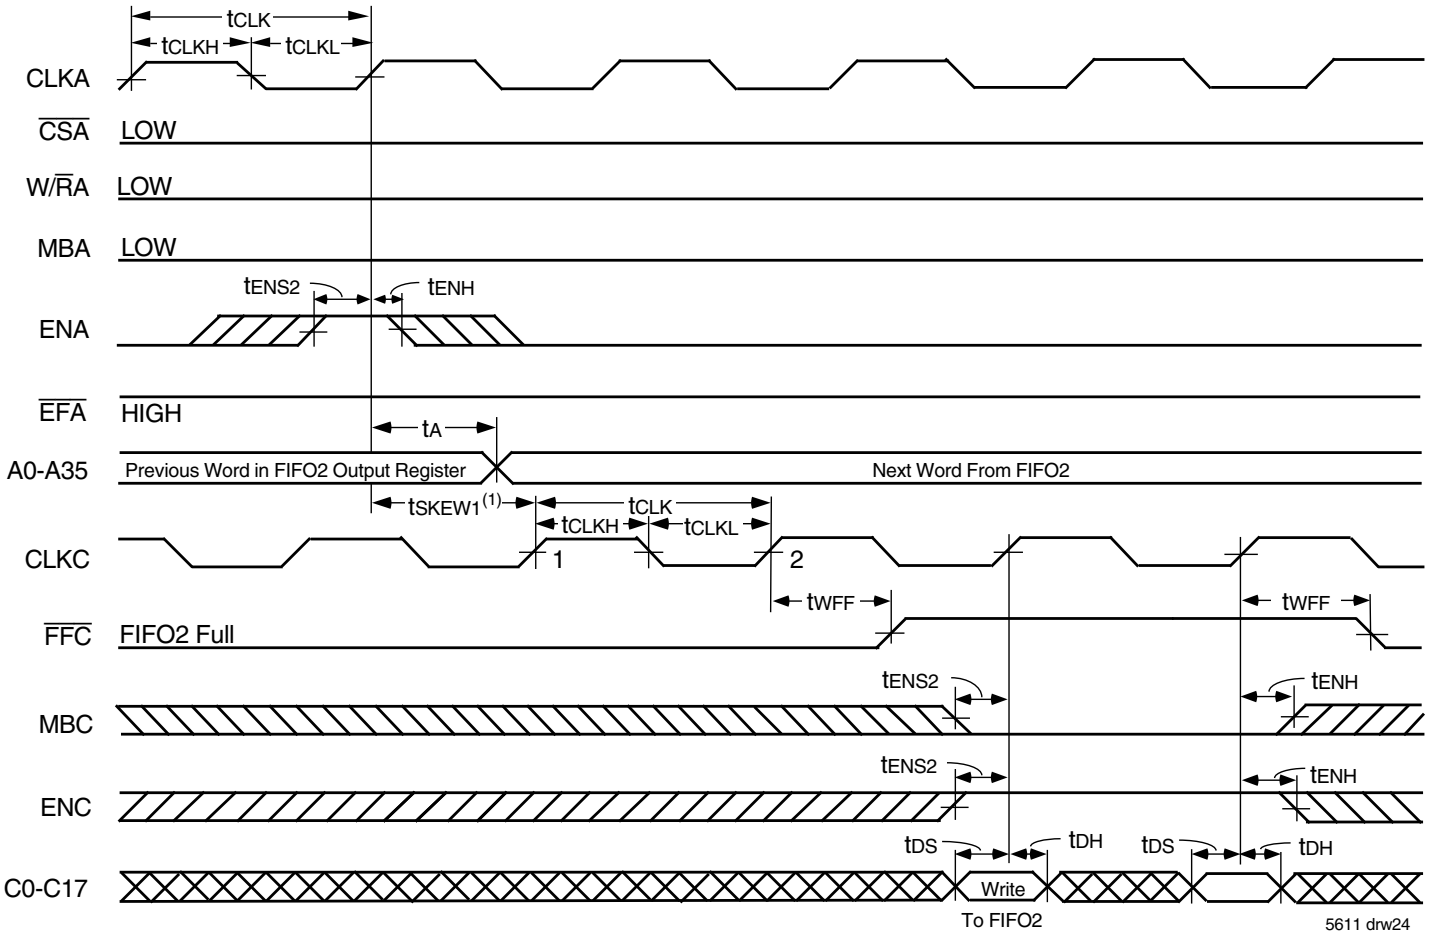 tCLK
tCLKH tCLKL
CLKA
CSA LOW
W/RA LOW
MBA LOW
tENS2 tENH
ENA
EFA HIGH
tA
A0-A35 Previous Word in FIFO2 Output Register Next Word From FIFO2
tSKEW1(1) tCLK
tCLKH tCLKL
CLKC 1 2
tWFF tWFF
FFC FIFO2 Full
tENS2 tENH
MBC
tENS2 tENH
ENC
tDS tDH tDS tDH
C0-C17 Write
To FIFO2
5611 drw24